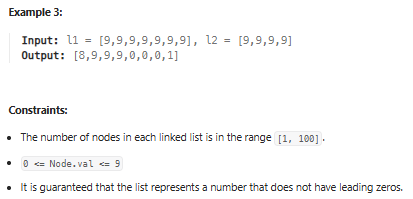 Example 3:
Input: l1 = [9,9,9,9,9,9,9], l2 = [9,9,9,9]
Output: [8,9,9,9,0,0,0,1]
Constraints:
• The number of nodes in each linked list is in the range [1, 100].
• 0 <= Node.val <= 9
• It is guaranteed that the list represents a number that does not have leading zeros.